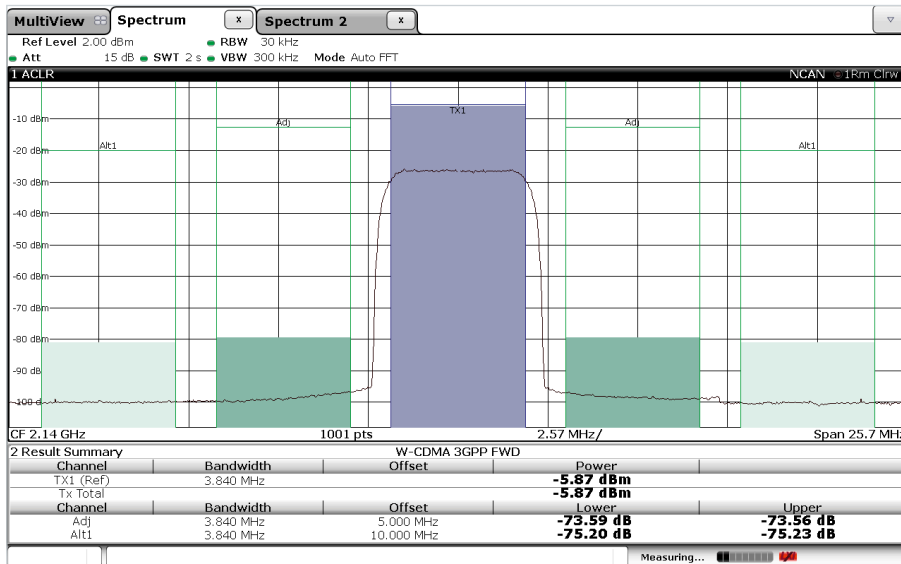 MultiView Spectrum x Spectrum 2 x
Ref Level 2.00 dBm RBW 30 kHz
Att 15 dB SWT 2 s VBW 300 kHz Mode Auto FFT
1 ACLR NCAN 1Rm Clrw
TX1
-10 dBm
Adj Adj
Alt1 Alt1
-20 dBm
-30 dBm
-40 dBm
-50 dBm
-60 dBm
-70 dBm
-80 dBm
-90 dB
-100 d
CF 2.14 GHz 1001 pts 2.57 MHz/ Span 25.7 MHz
2 Result Summary W-CDMA 3GPP FWD
Channel Bandwidth Offset Power
TX1 (Ref) 3.840 MHz -5.87 dBm
Tx Total -5.87 dBm
Channel Bandwidth Offset Lower Upper
Adj 3.840 MHz 5.000 MHz -73.59 dB -73.56 dB
Alt1 3.840 MHz 10.000 MHz -75.20 dB -75.23 dB
Measuring...